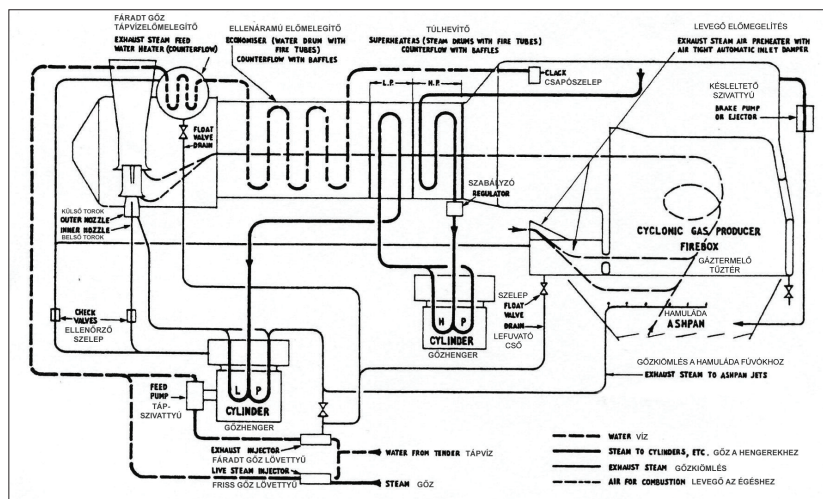 FÁRADT GŐZ
TÁPVÍZELŐMELEGÍTŐ
EXHAUST STEAM FEED
WATER HEATER (COUNTERFLOW)
ELLENÁRAMÚ ELŐMELEGÍTŐ
ECONOMISER (WATER DRUM WITH
FIRE TUBES)
COUNTERFLOW WITH BAFFLES
TÚLHEVÍTŐ
SUPERHEATERS (STEAM DRUMS WITH FIRE TUBES)
COUNTERFLOW WITH BAFFLES
LEVEGŐ ELŐMEGELÍTÉS
EXHAUST STEAM AIR PREHEATER WITH
AIR TIGHT AUTOMATIC INLET DAMPER
L.P.
H.P.
CLACK
CSAPÓSZELEP
KÉSLELTETŐ
SZIVATTYÚ
BRAKE PUMP
OR EJECTOR
FLOAT
VALVE
DRAIN
SZABÁLYZÓ
REGULATOR
KÜLSŐ TOROK
OUTER NOZZLE
INNER NOZZLE
BELSŐ TOROK
CYCLONIC GAS PRODUCER
FIREBOX
GÁZTERMELŐ
TŰZTÉR
SZELEP
FLOAT
VALVE
DRAIN
LEFUVATÓ
CSŐ
HAMULÁDA
ASHPAN
CHECK
VALVES
ELLENŐRZŐ
SZELEP
H P
CYLINDER
GŐZHENGER
GŐZKIÖMLÉS A HAMULÁDA FÚVÓKHOZ
EXHAUST STEAM TO ASHPAN JETS
FEED
PUMP
TÁP-
SZIVATTYÚ
L P
CYLINDER
GŐZHENGER
EXHAUST INJECTOR
FÁRADT GŐZ LÖVETTYŰ
WATER FROM TENDER TÁPVÍZ
LIVE STEAM INJECTOR
FRISS GŐZ LÖVETTYŰ
STEAM GŐZ
WATER VÍZ
STEAM TO CYLINDERS, ETC. GŐZ A HENGEREKHEZ
EXHAUST STEAM GŐZKIÖMLÉS
AIR FOR COMBUSTION LEVEGŐ AZ ÉGÉSHEZ